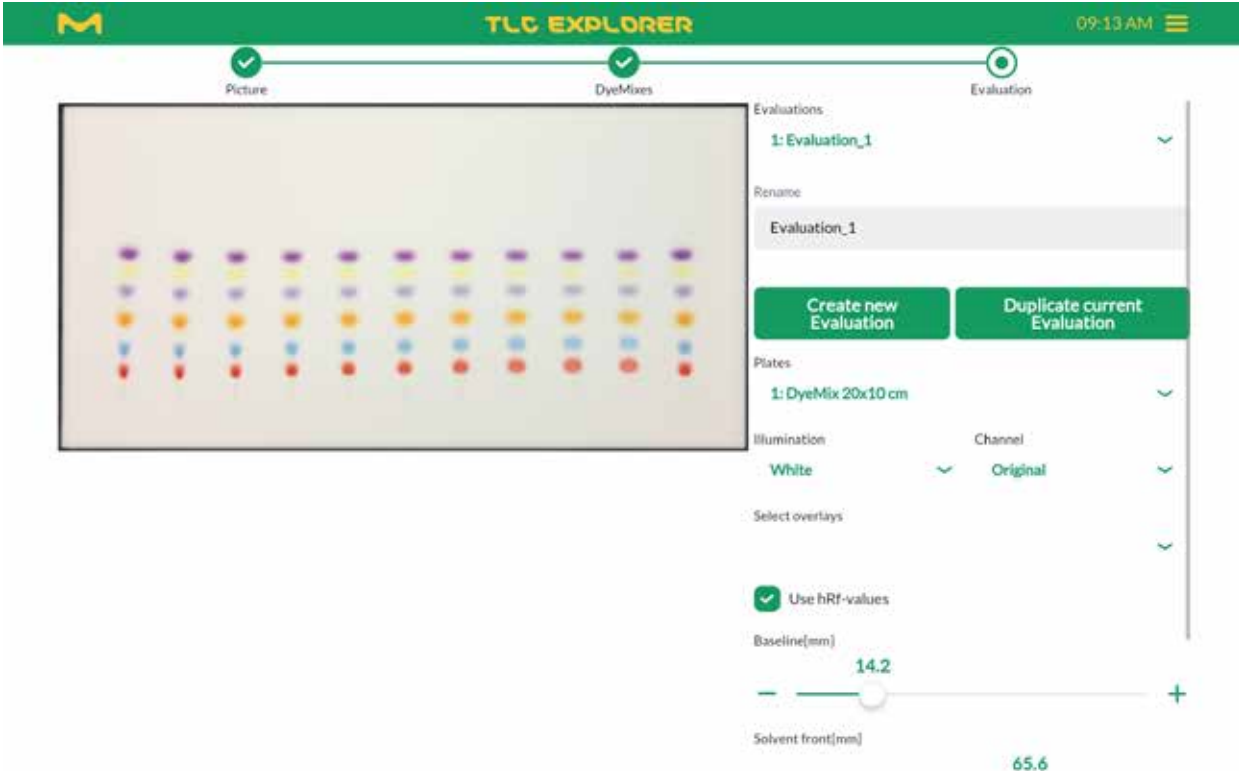 TLC EXPLORER
09:13 AM
Picture
DyeMixes
Evaluation
Evaluations
1: Evaluation_1
Rename
Evaluation_1
Create new
Evaluation
Duplicate current
Evaluation
Plates
1: DyeMix 20x10 cm
Illumination
Channel
White
Original
Select overlays
Use hRf-values
Baseline[mm]
14.2
Solvent front[mm]
65.6